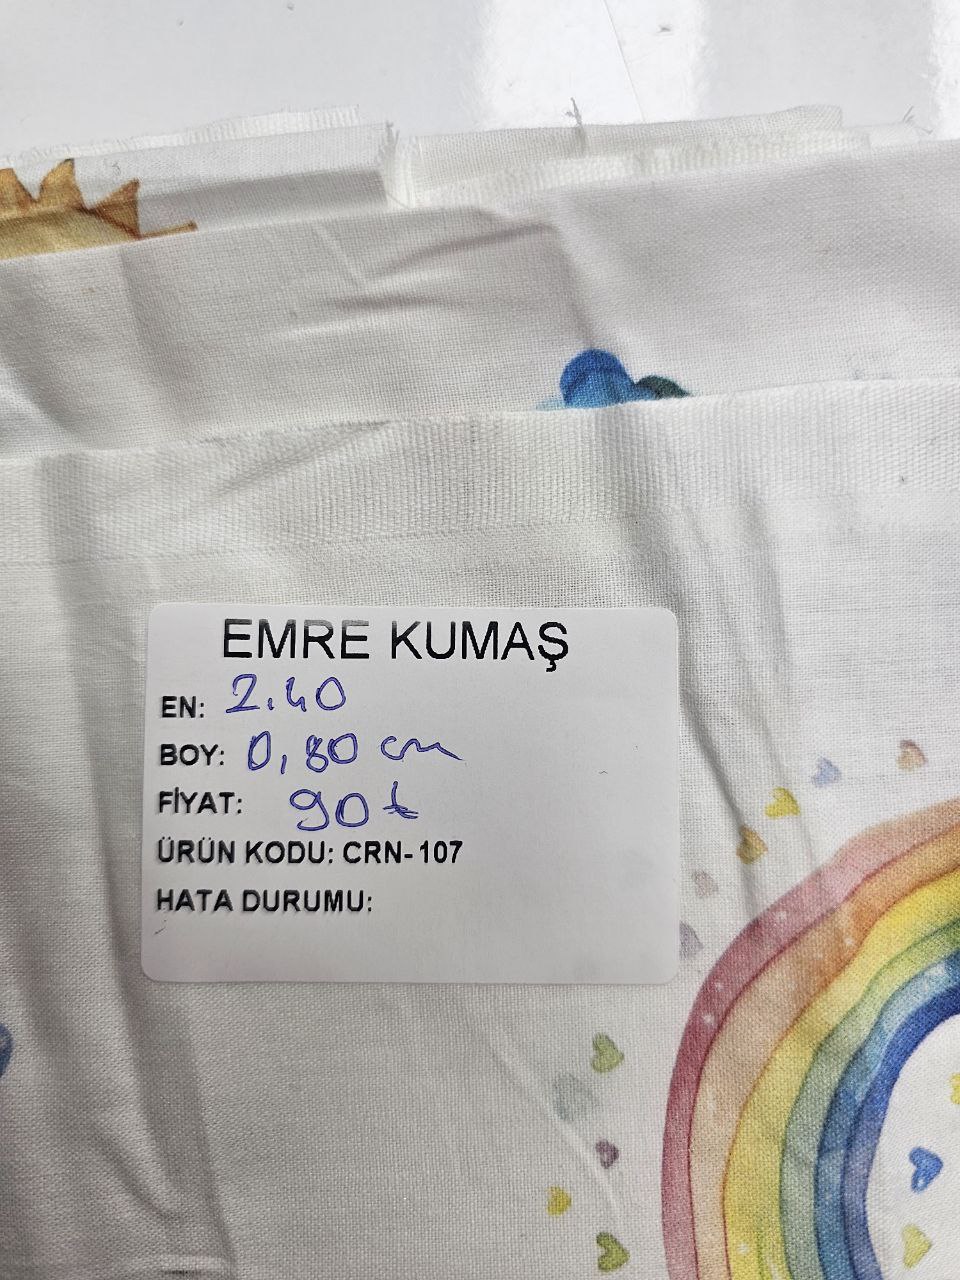 EMRE KUMAŞ
EN: 2.40
BOY: 0,80 cm
FİYAT: 90 ₺
ÜRÜN KODU: CRN-107
HATA DURUMU: